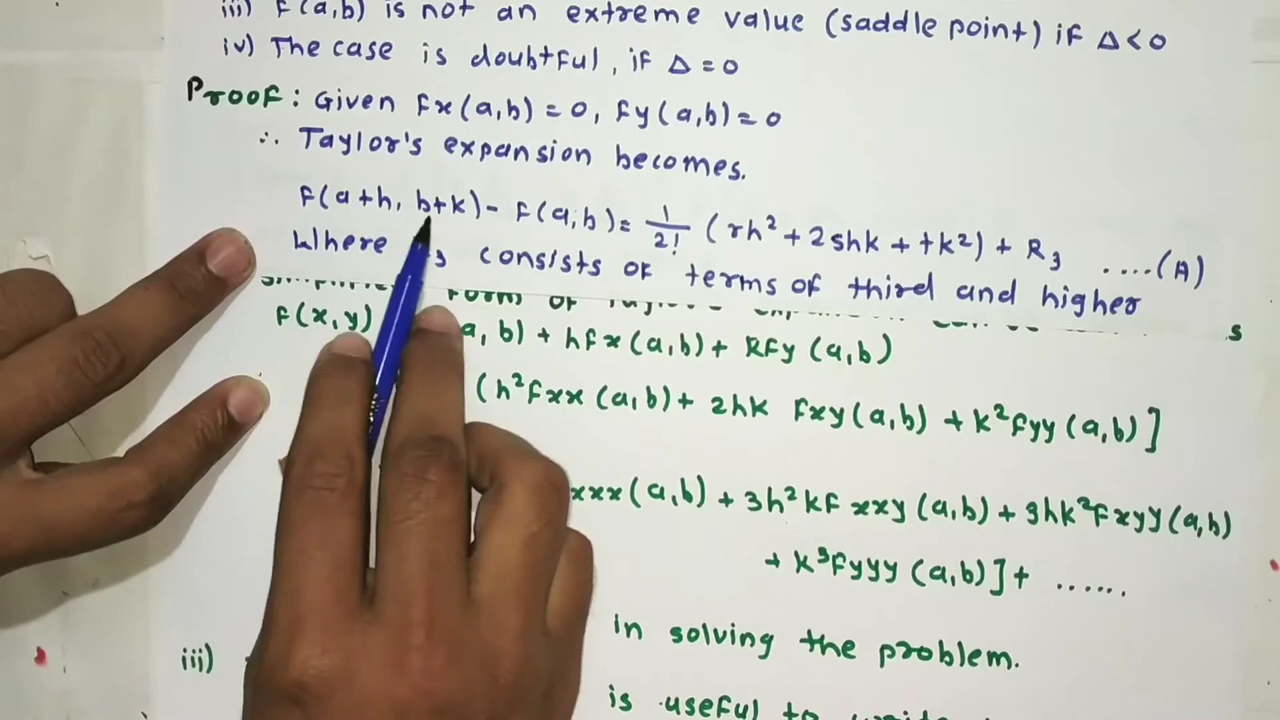 iii) F(a,b) is not an extreme value (saddle point) if Δ<0
iv) The case is doubtful, if Δ=0
Proof: Given Fx(a,b)=0, Fy(a,b)=0
∴ Taylor's expansion becomes.
F(a+h, b+k)- F(a,b)= 1/2! (rh²+2shk+tk²)+R₃ ....(A)
Where consists of terms of third and higher
Form of
F(x,y) a,b)+hfx(a,b)+kFy(a,b)
(h²Fxx(a,b)+ 2hk Fxy(a,b)+k²Fyy(a,b)]
xxx(a,b)+3h²kF xxy(a,b)+3hk²Fxyy(a,b)
+k³Fyyy(a,b)]+ ......
in solving the problem.
iii)
is useful to
s